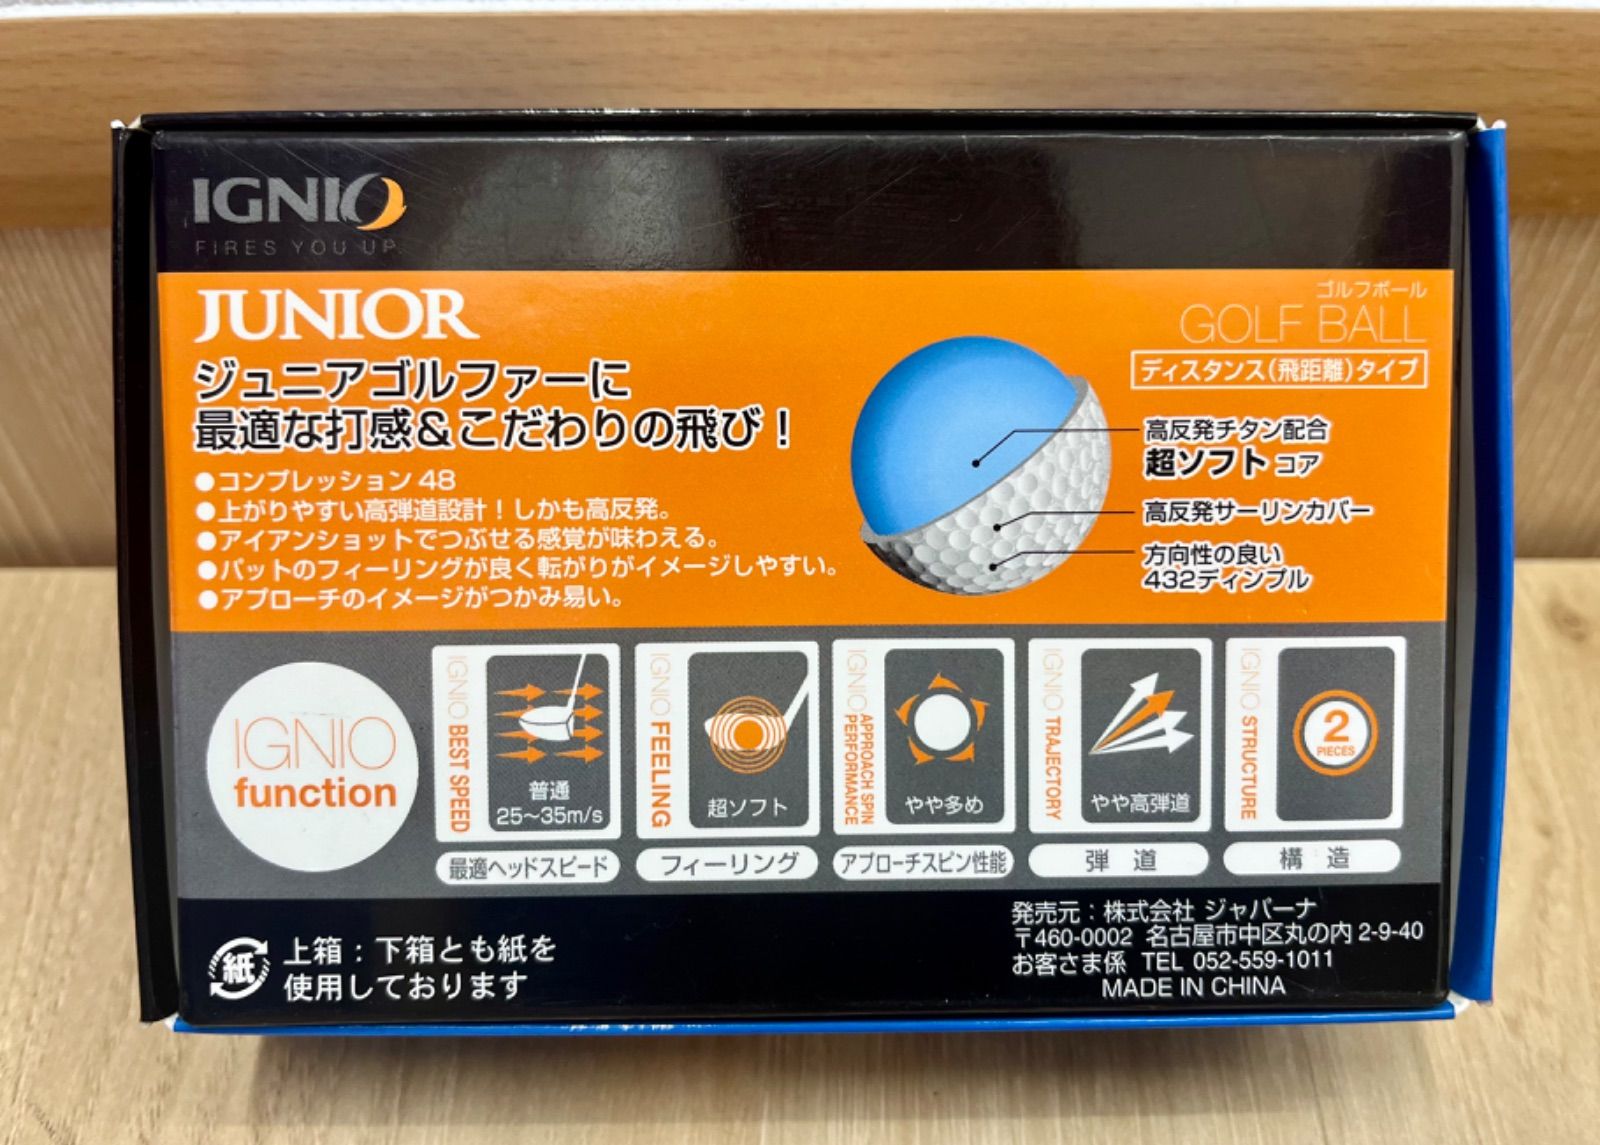 IGNIO
FIRES YOU UP.
JUNIOR
ゴルフボール
GOLF BALL
ディスタンス(飛距離)タイプ
ジュニアゴルファーに
最適な打感&こだわりの飛び!
●コンプレッション48
●上がりやすい高弾道設計!しかも高反発。
●アイアンショットでつぶせる感覚が味わえる。
●パットのフィーリングが良く転がりがイメージしやすい。
●アプローチのイメージがつかみ易い。
高反発チタン配合
超ソフトコア
高反発サーリンカバー
方向性の良い
432ディンプル
IGNIO
function
IGNIO BEST SPEED
普通
25〜35m/s
最適ヘッドスピード
IGNIO FEELING
超ソフト
フィーリング
IGNIO APPROACH SPIN
PERFORMANCE
やや多め
アプローチスピン性能
IGNIO TRAJECTORY
やや高弾道
弾 道
IGNIO STRUCTURE
2
PIECES
構 造
紙
上箱:下箱とも紙を
使用しております
発売元:株式会社 ジャパーナ
〒460-0002 名古屋市中区丸の内 2-9-40
お客さま係 TEL 052-559-1011
MADE IN CHINA